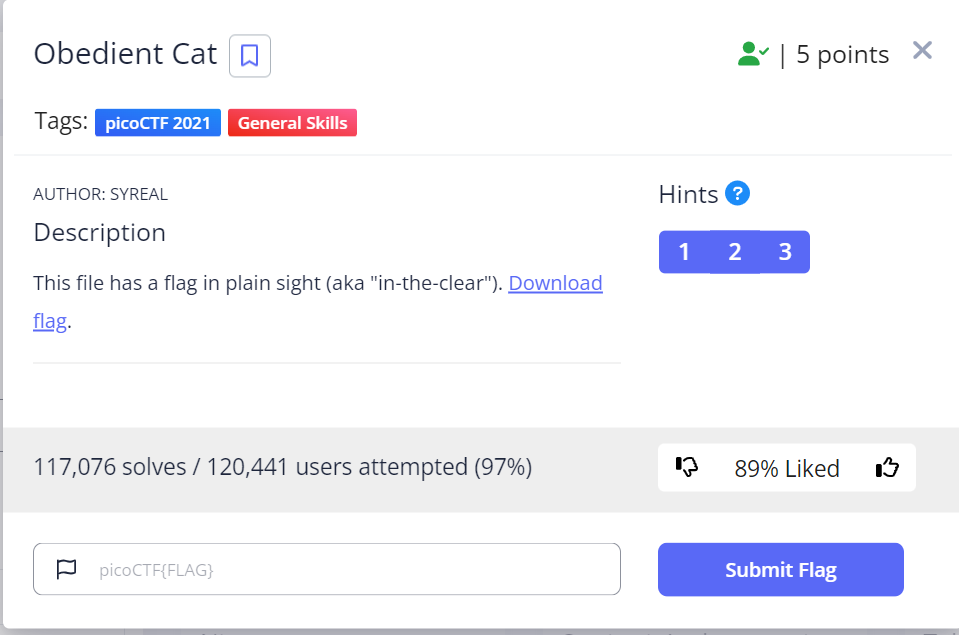 Obedient Cat
| 5 points
Tags: picoCTF 2021 General Skills
AUTHOR: SYREAL
Description
This file has a flag in plain sight (aka "in-the-clear"). Download
flag.
Hints ?
1 2 3
117,076 solves / 120,441 users attempted (97%)
89% Liked
picoCTF{FLAG}
Submit Flag